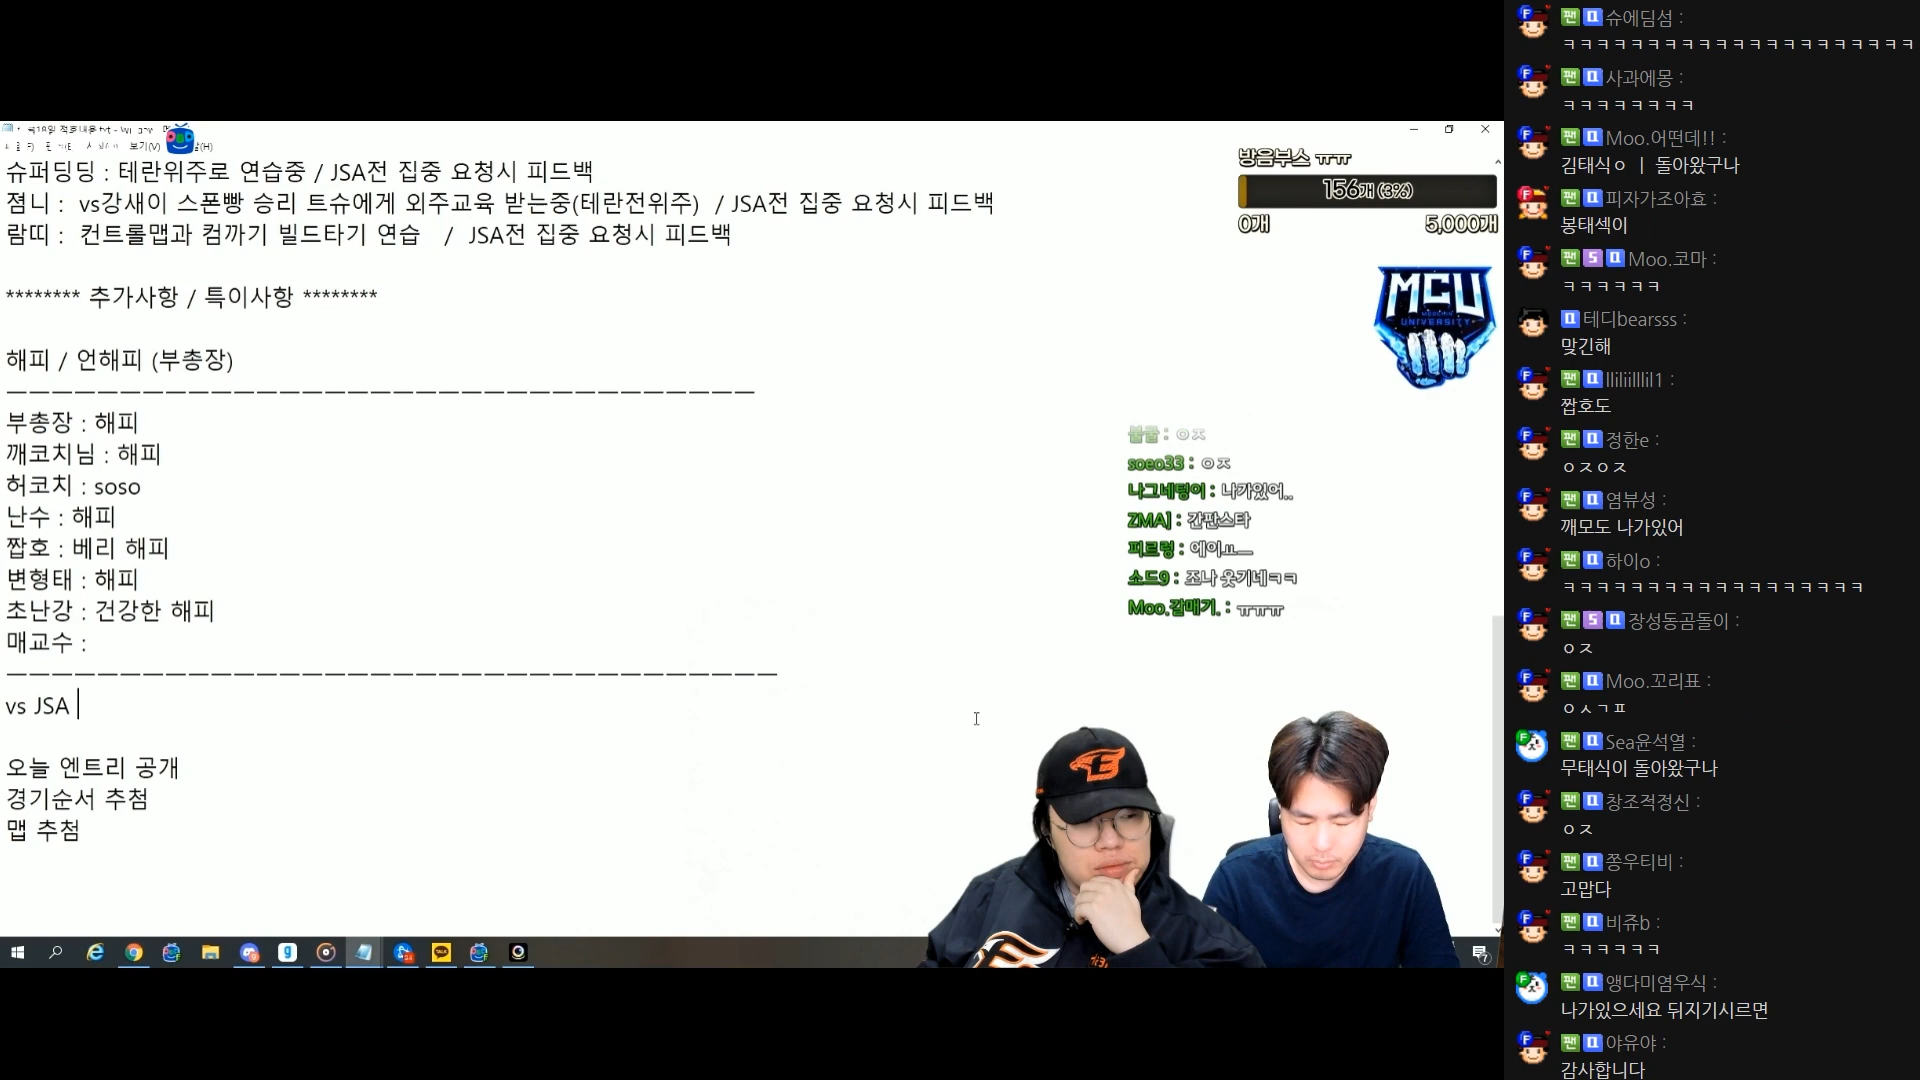 슈퍼딩딩 : 테란위주로 연습중 / JSA전 집중 요청시 피드백
졈니 : vs강새이 스폰빵 승리 트슈에게 외주교육 받는중(테란전위주) / JSA전 집중 요청시 피드백
람띠 : 컨트롤맵과 컴까기 빌드타기 연습 / JSA전 집중 요청시 피드백
******** 추가사항 / 특이사항 ********
해피 / 언해피 (부총장)
부총장 : 해피
깨코치님 : 해피
허코치 : soso
난수 : 해피
짭호 : 베리 해피
변형태 : 해피
초난강 : 건강한 해피
매교수 :
vs JSA
오늘 엔트리 공개
경기순서 추첨
맵 추첨
방음부스 ㅠㅠ
156개 (3%)
0개 5,000개
MCU
UNIVERSITY
불꿀 : ㅇㅈ
soeo33 : ㅇㅈ
나그네텅이 : 나가있어..
ZMA] : 간판스타
피르렁 : 에이ㅛㅡ
소드9 : 조나 웃기네ㅋㅋ
Moo.갈매기. : ㅠㅠㅠ
슈에딤섬 :
ㅋㅋㅋㅋㅋㅋㅋㅋㅋㅋㅋㅋㅋㅋㅋㅋㅋㅋㅋㅋㅋ
사과에몽 :
ㅋㅋㅋㅋㅋㅋㅋㅋ
Moo.어떤데!! :
김태식ㅇㅣ 돌아왔구나
피자가조아효 :
봉태섹이
Moo.코마 :
ㅋㅋㅋㅋㅋㅋ
테디bearsss :
맞긴해
짭호도
정한e :
ㅇㅈㅇㅈ
염뷰성 :
깨모도 나가있어
하이o :
ㅋㅋㅋㅋㅋㅋㅋㅋㅋㅋㅋㅋㅋㅋㅋㅋㅋㅋ
장성동곰돌이 :
ㅇㅈ
Moo.꼬리표 :
ㅇㅅㄱㅍ
Sea윤석열 :
무태식이 돌아왔구나
창조적정신 :
ㅇㅈ
쫑우티비 :
고맙다
비쥬b :
ㅋㅋㅋㅋㅋㅋ
앵다미염우식 :
나가있으세요 뒤지기시르면
야유야 :
감사합니다